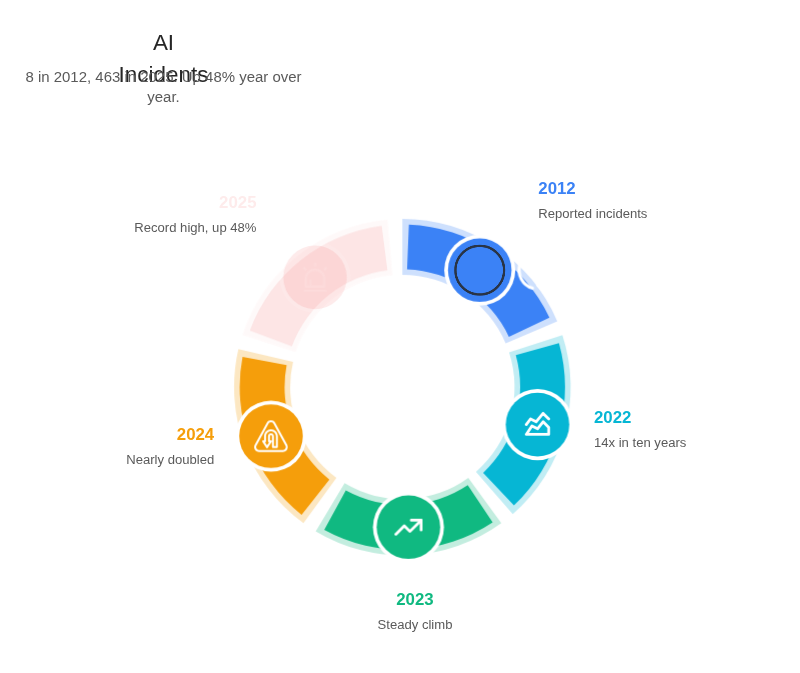 AI
Incidents
8 in 2012, 463 in 2025. Up 48% year over
year.
2012
Reported incidents
2025
Record high, up 48%
2022
14x in ten years
2024
Nearly doubled
2023
Steady climb